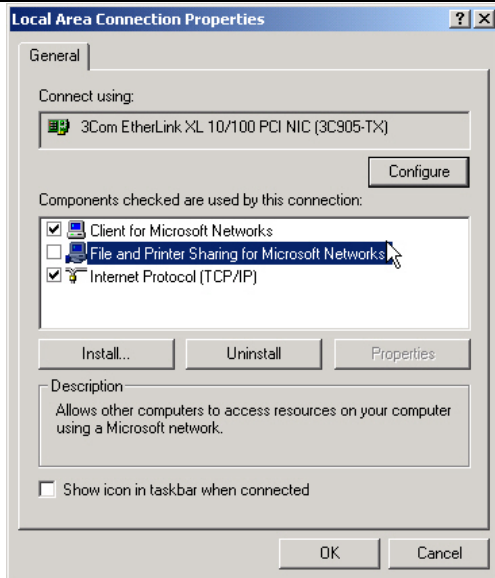 Local Area Connection Properties
General
Connect using:
3Com EtherLink XL 10/100 PCI NIC (3C905-TX)
Configure
Components checked are used by this connection:
Client for Microsoft Networks
File and Printer Sharing for Microsoft Networks
Internet Protocol (TCP/IP)
Install... Uninstall Properties
Description
Allows other computers to access resources on your computer
using a Microsoft network.
Show icon in taskbar when connected
OK Cancel